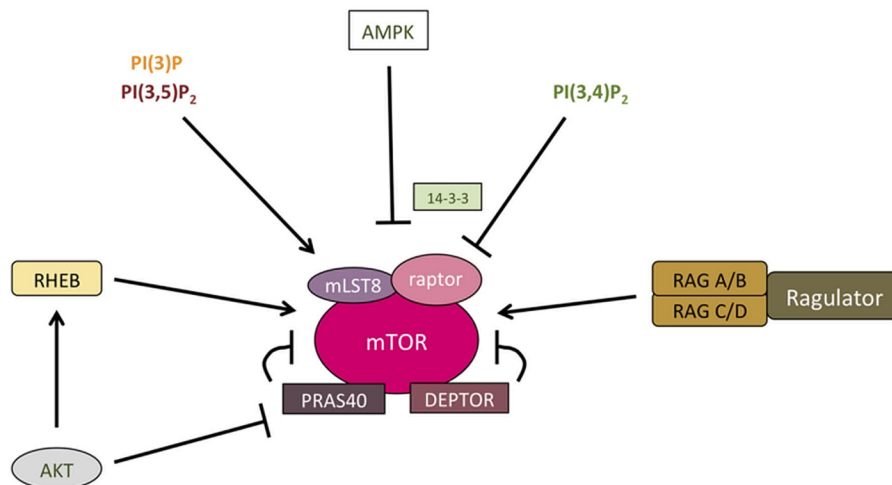 AMPK
PI(3)P
PI(3,5)P₂
PI(3,4)P₂
14-3-3
mLST8
raptor
RHEB
RAG A/B
RAG C/D
Ragulator
mTOR
PRAS40
DEPTOR
AKT